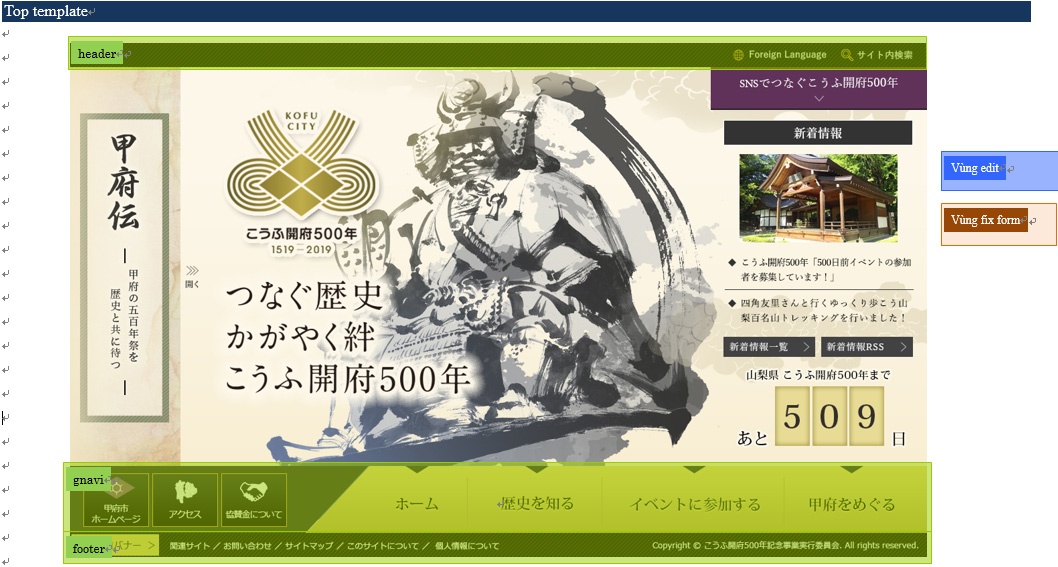 Top template
header
Foreign Language
サイト内検索
SNSでつなぐこうふ開府500年
新着情報
Vùng edit
Vùng fix form
甲府伝
甲府の五百年祭を
歴史と共に待つ
KOFU
CITY
こうふ開府500年
1519－2019
開く
つなぐ歴史
かがやく絆
こうふ開府500年
◆ こうふ開府500年「500日前イベントの参加
者を募集しています！」
◆ 四角友里さんと行くゆっくり歩こう山
梨百名山トレッキングを行いました！
新着情報一覧
新着情報RSS
山梨県 こうふ開府500年まで
あと 509 日
gnavi
甲府市
ホームページ
アクセス
協賛金について
ホーム
歴史を知る
イベントに参加する
甲府をめぐる
footer
バナー
関連サイト ／ お問い合わせ ／ サイトマップ ／ このサイトについて ／ 個人情報について
Copyright © こうふ開府500年記念事業実行委員会. All rights reserved.